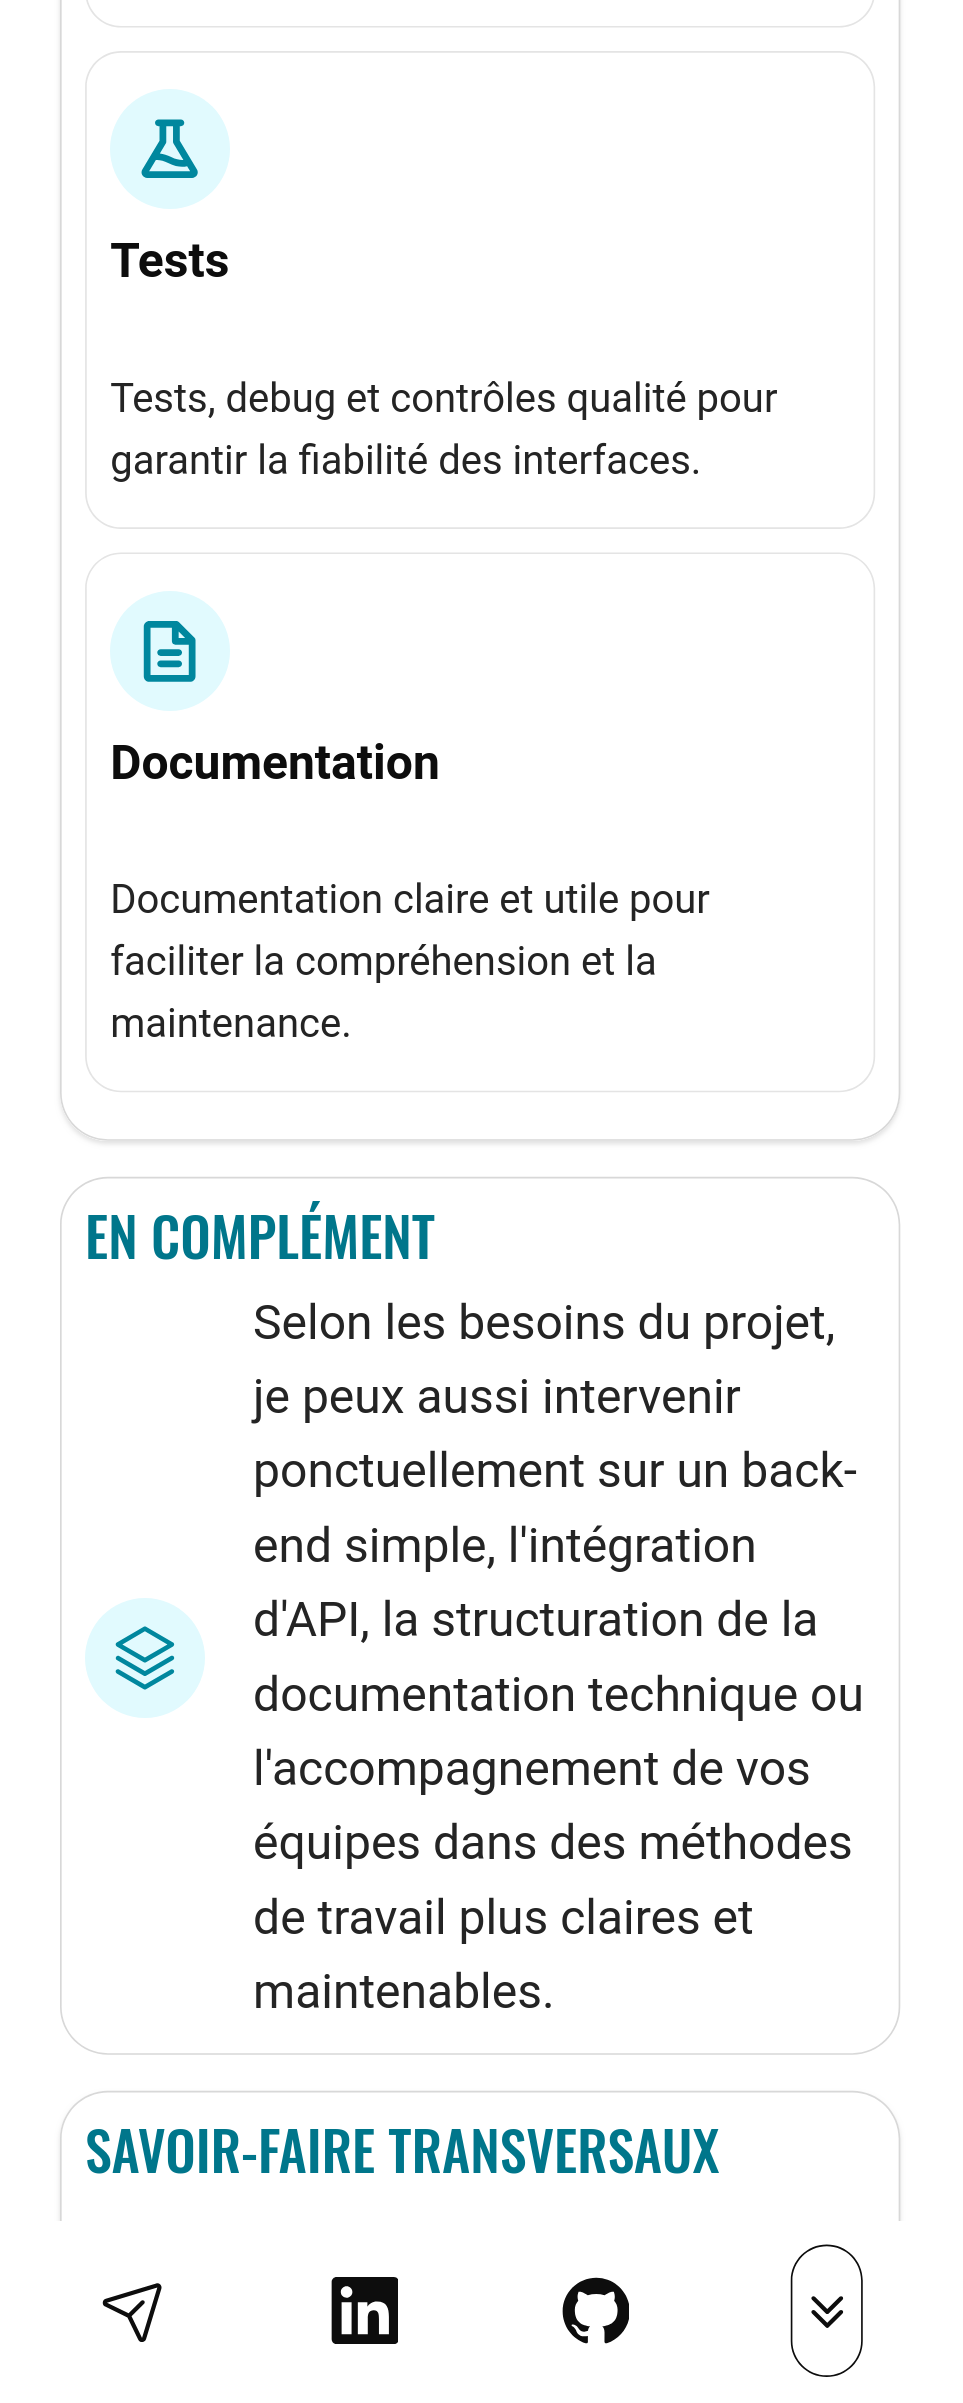 Tests
Tests, debug et contrôles qualité pour
garantir la fiabilité des interfaces.
Documentation
Documentation claire et utile pour
faciliter la compréhension et la
maintenance.
EN COMPLÉMENT
Selon les besoins du projet,
je peux aussi intervenir
ponctuellement sur un back-
end simple, l'intégration
d'API, la structuration de la
documentation technique ou
l'accompagnement de vos
équipes dans des méthodes
de travail plus claires et
maintenables.
SAVOIR-FAIRE TRANSVERSAUX
in